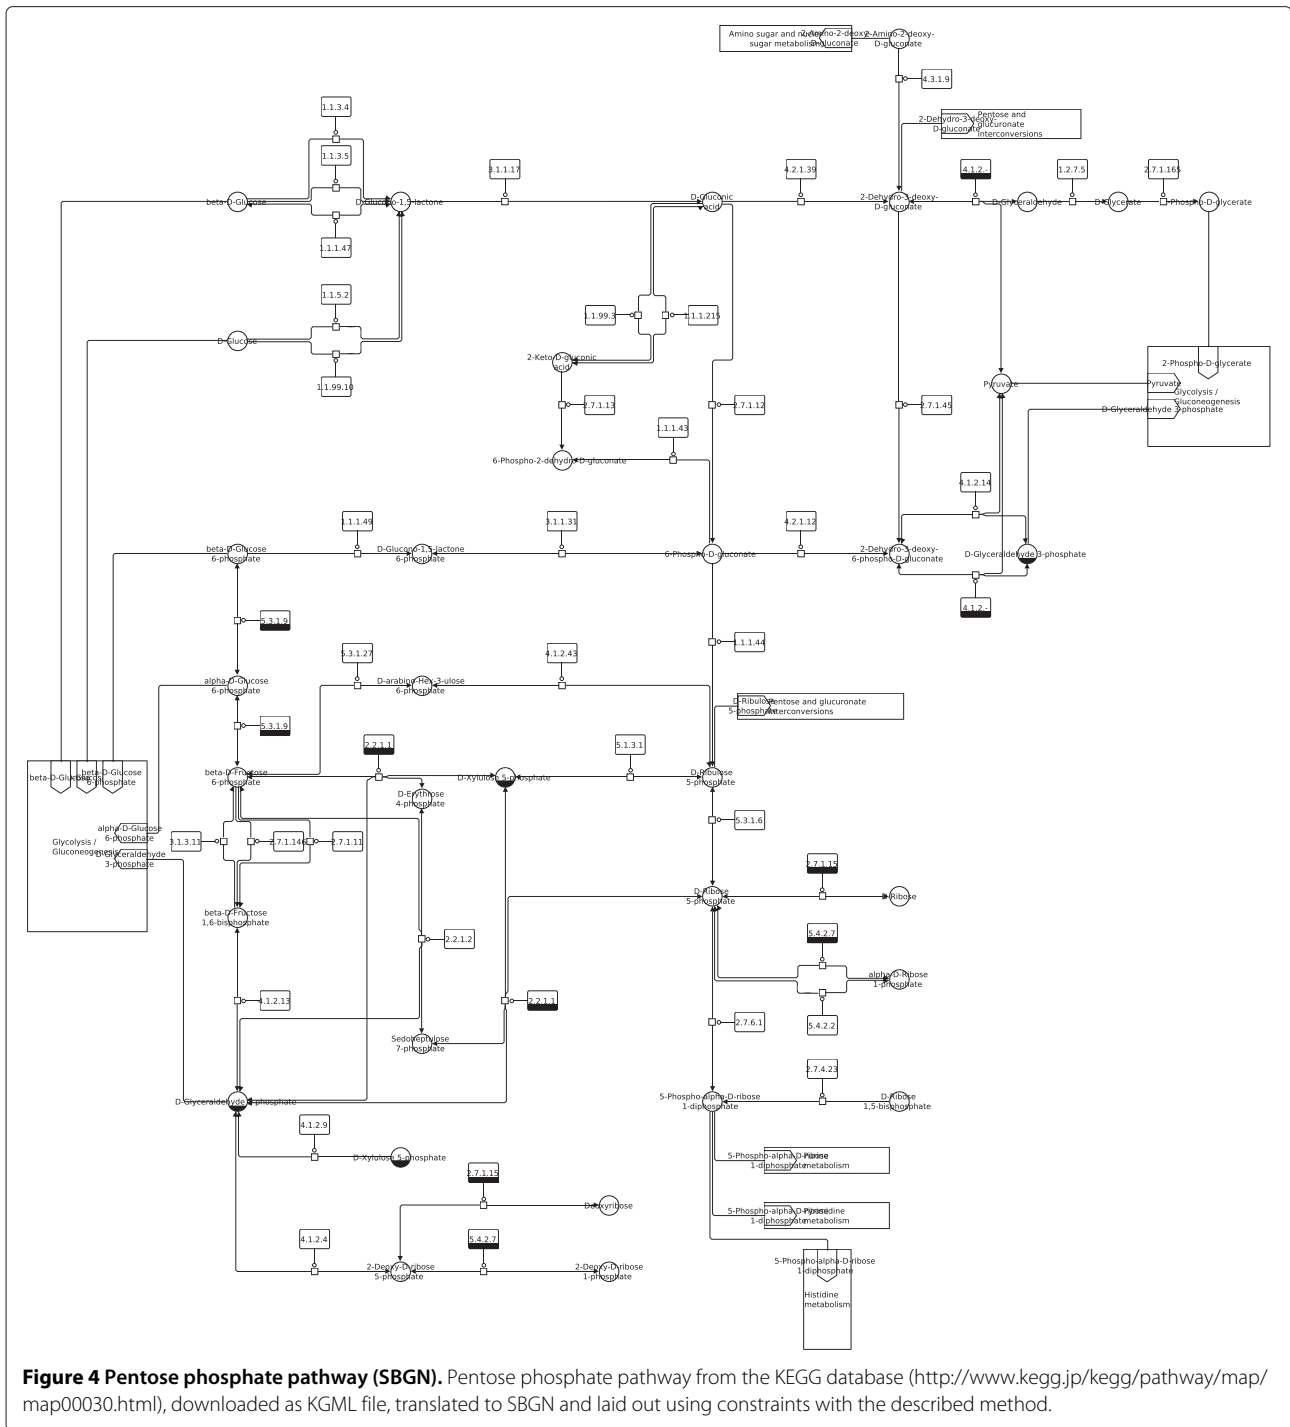 Amino sugar and nucleotide
sugar metabolism
2-Amino-2-deoxy-
D-gluconate
2-Amino-2-deoxy-
D-gluconate
4.3.1.9
1.1.3.4
2-Dehydro-3-deoxy-
D-gluconate
Pentose and
glucuronate
interconversions
1.1.3.5
3.1.1.17
4.2.1.39
4.1.2.-
1.2.7.5
2.7.1.165
beta-D-Glucose
D-Glucono-1,5-lactone
D-Gluconic
acid
2-Dehydro-3-deoxy-
D-gluconate
D-Glyceraldehyde
D-Glycerate
2-Phospho-D-glycerate
1.1.1.47
1.1.5.2
1.1.99.3
1.1.1.215
D-Glucose
2-Keto-D-gluconic
acid
2-Phospho-D-glycerate
1.1.99.10
Pyruvate
Pyruvate
Glycolysis /
Gluconeogenesis
2.7.1.13
2.7.1.12
2.7.1.45
D-Glyceraldehyde 3-phosphate
1.1.1.43
6-Phospho-2-dehydro-D-gluconate
4.1.2.14
1.1.1.49
3.1.1.31
4.2.1.12
beta-D-Glucose
6-phosphate
D-Glucono-1,5-lactone
6-phosphate
6-Phospho-D-gluconate
2-Dehydro-3-deoxy-
6-phospho-D-gluconate
D-Glyceraldehyde 3-phosphate
4.1.2.-
5.3.1.9
1.1.1.44
5.3.1.27
4.1.2.43
alpha-D-Glucose
6-phosphate
D-arabino-Hex-3-ulose
6-phosphate
D-Ribulose
5-phosphate
Pentose and glucuronate
interconversions
5.3.1.9
2.2.1.1
5.1.3.1
beta-D-Glucose
D-Glucose
beta-D-Glucose
6-phosphate
beta-D-Fructose
6-phosphate
D-Xylulose 5-phosphate
D-Ribulose
5-phosphate
D-Erythrose
4-phosphate
5.3.1.6
alpha-D-Glucose
6-phosphate
Glycolysis /
Gluconeogenesis
D-Glyceraldehyde
3-phosphate
3.1.3.11
2.7.1.146
2.7.1.11
2.7.1.15
D-Ribose
5-phosphate
D-Ribose
beta-D-Fructose
1,6-bisphosphate
2.2.1.2
5.4.2.7
alpha-D-Ribose
1-phosphate
4.1.2.13
2.2.1.1
2.7.6.1
5.4.2.2
Sedoheptulose
7-phosphate
2.7.4.23
D-Glyceraldehyde 3-phosphate
5-Phospho-alpha-D-ribose
1-diphosphate
D-Ribose
1,5-bisphosphate
4.1.2.9
D-Xylulose 5-phosphate
5-Phospho-alpha-D-ribose
1-diphosphate
Purine
metabolism
2.7.1.15
Deoxyribose
5-Phospho-alpha-D-ribose
1-diphosphate
Pyrimidine
metabolism
4.1.2.4
5.4.2.7
2-Deoxy-D-ribose
5-phosphate
2-Deoxy-D-ribose
1-phosphate
5-Phospho-alpha-D-ribose
1-diphosphate
Histidine
metabolism
Figure 4 Pentose phosphate pathway (SBGN). Pentose phosphate pathway from the KEGG database (http://www.kegg.jp/kegg/pathway/map/
map00030.html), downloaded as KGML file, translated to SBGN and laid out using constraints with the described method.